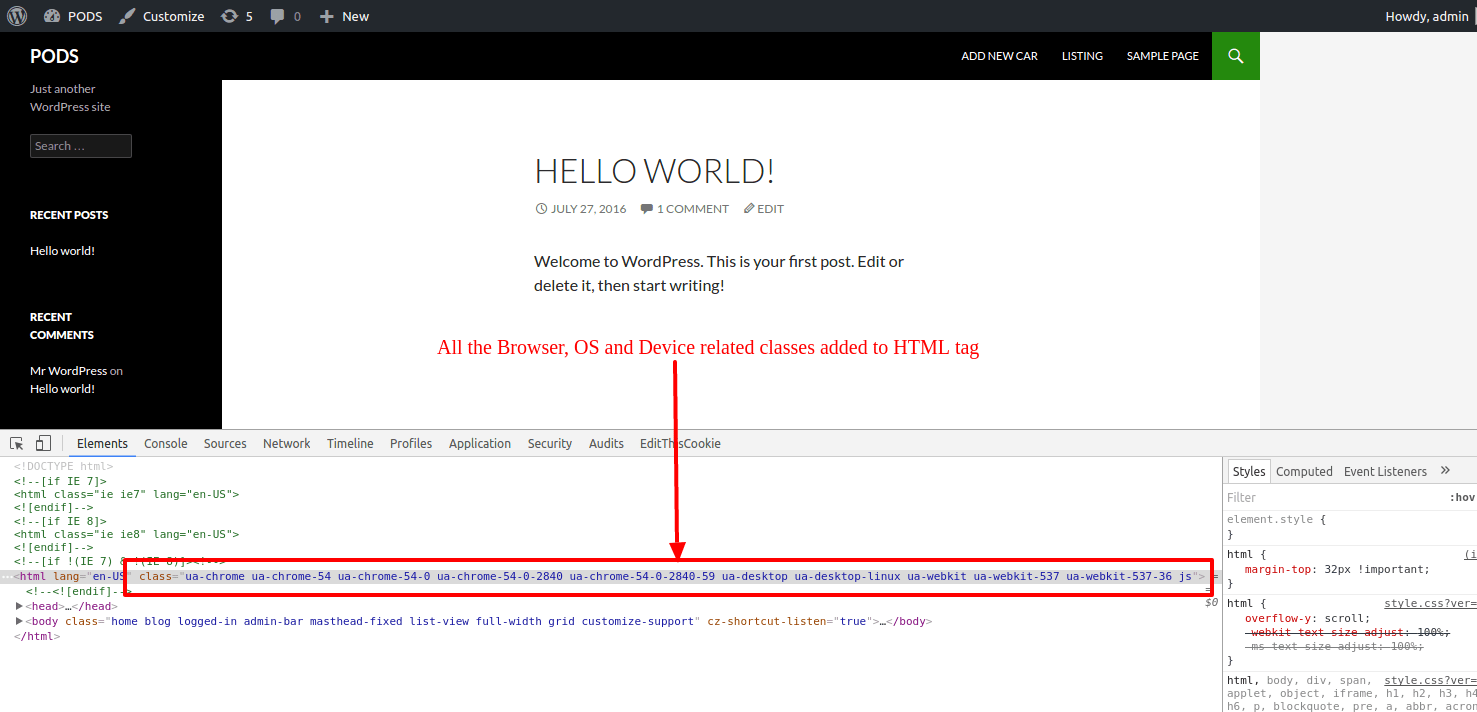 PODS Customize 5 0 New Howdy, admin
PODS
ADD NEW CAR LISTING SAMPLE PAGE
Just another
WordPress site
Search …
RECENT POSTS
Hello world!
RECENT
COMMENTS
Mr WordPress on
Hello world!
HELLO WORLD!
JULY 27, 2016 1 COMMENT EDIT
Welcome to WordPress. This is your first post. Edit or
delete it, then start writing!
All the Browser, OS and Device related classes added to HTML tag
Elements Console Sources Network Timeline Profiles Application Security Audits EditThisCookie
<!DOCTYPE html>
<!--[if IE 7]>
<html class="ie ie7" lang="en-US">
<![endif]-->
<!--[if IE 8]>
<html class="ie ie8" lang="en-US">
<![endif]-->
<!--[if !(IE 7) & !(IE 8)]><!-->
…<html lang="en-US" class="ua-chrome ua-chrome-54 ua-chrome-54-0 ua-chrome-54-0-2840 ua-chrome-54-0-2840-59 ua-desktop ua-desktop-linux ua-webkit ua-webkit-537 ua-webkit-537-36 js"> ==
$0
<!--<![endif]-->
▶<head>…</head>
▶<body class="home blog logged-in admin-bar masthead-fixed list-view full-width grid customize-support" cz-shortcut-listen="true">…</body>
</html>
Styles Computed Event Listeners »
Filter :hov
element.style {
}
html { (i
margin-top: 32px !important;
}
html { style.css?ver=
overflow-y: scroll;
-webkit-text-size-adjust: 100%;
-ms-text-size-adjust: 100%;
}
html, body, div, span, style.css?ver=
applet, object, iframe, h1, h2, h3, h4
h6, p, blockquote, pre, a, abbr, acron